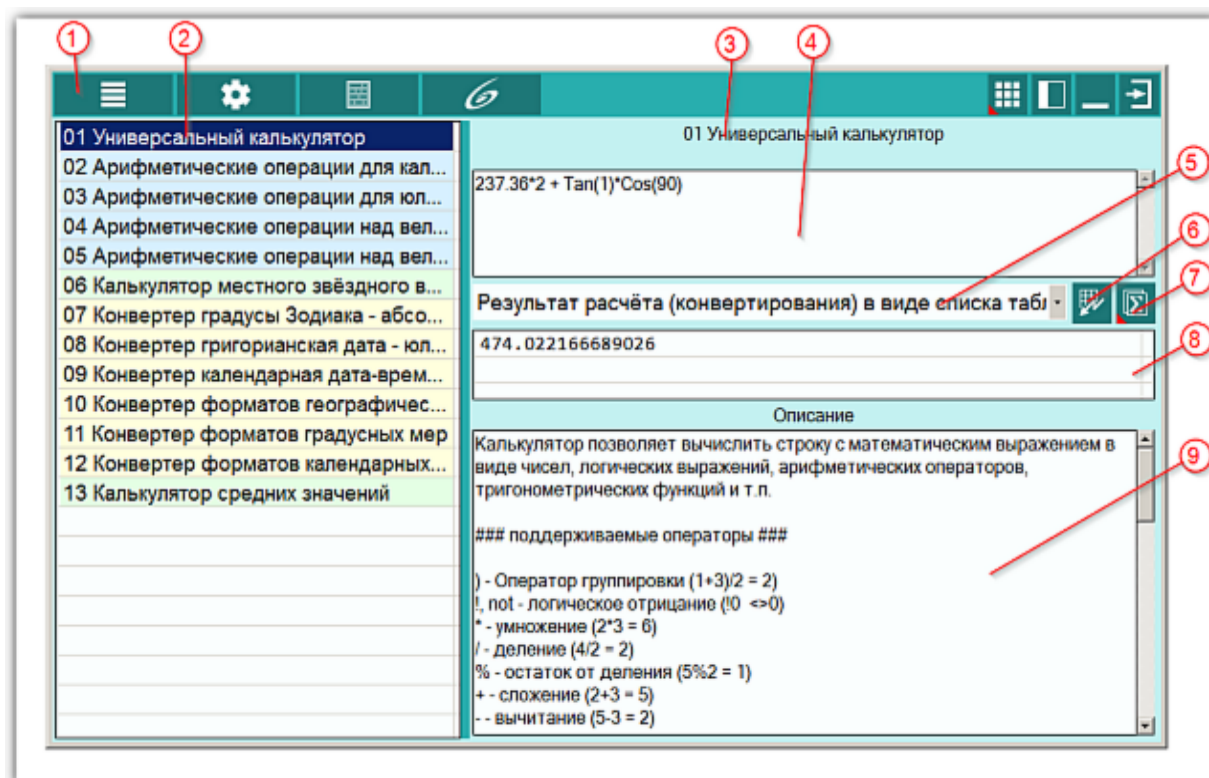 1
2
3
4
01 Универсальный калькулятор
02 Арифметические операции для кал...
03 Арифметические операции для юл...
04 Арифметические операции над вел...
05 Арифметические операции над вел...
06 Калькулятор местного звёздного в...
07 Конвертер градусы Зодиака - абсо...
08 Конвертер григорианская дата - юл...
09 Конвертер календарная дата-врем...
10 Конвертер форматов географичес...
11 Конвертер форматов градусных мер
12 Конвертер форматов календарных...
13 Калькулятор средних значений
01 Универсальный калькулятор
237.36*2 + Tan(1)*Cos(90)
5
6
7
Результат расчёта (конвертирования) в виде списка табл
474.022166689026
8
Описание
Калькулятор позволяет вычислить строку с математическим выражением в
виде чисел, логических выражений, арифметических операторов,
тригонометрических функций и т.п.
9
### поддерживаемые операторы ###
) - Оператор группировки (1+3)/2 = 2)
!, not - логическое отрицание (!0 <>0)
* - умножение (2*3 = 6)
/ - деление (4/2 = 2)
% - остаток от деления (5%2 = 1)
+ - сложение (2+3 = 5)
- - вычитание (5-3 = 2)